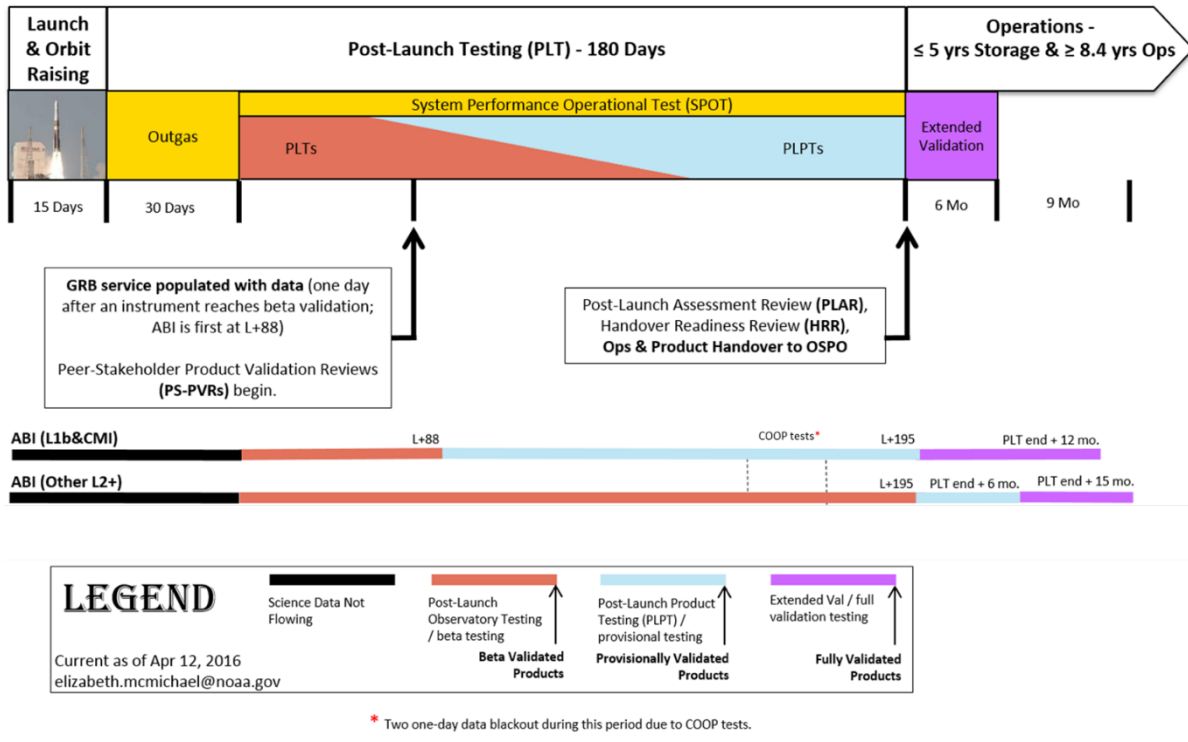 Launch
& Orbit
Raising
Post-Launch Testing (PLT) - 180 Days
Operations -
≤ 5 yrs Storage & ≥ 8.4 yrs Ops
System Performance Operational Test (SPOT)
Outgas
PLTs
PLPTs
Extended
Validation
15 Days
30 Days
6 Mo
9 Mo
GRB service populated with data (one day
after an instrument reaches beta validation;
ABI is first at L+88)
Peer-Stakeholder Product Validation Reviews
(PS-PVRs) begin.
Post-Launch Assessment Review (PLAR),
Handover Readiness Review (HRR),
Ops & Product Handover to OSPO
ABI (L1b&CMI)
L+88
COOP tests*
L+195
PLT end + 12 mo.
ABI (Other L2+)
L+195
PLT end + 6 mo.
PLT end + 15 mo.
LEGEND
Current as of Apr 12, 2016
elizabeth.mcmichael@noaa.gov
Science Data Not
Flowing
Post-Launch
Observatory Testing
/ beta testing
Beta Validated
Products
Post-Launch Product
Testing (PLPT) /
provisional testing
Provisionally Validated
Products
Extended Val / full
validation testing
Fully Validated
Products
* Two one-day data blackout during this period due to COOP tests.